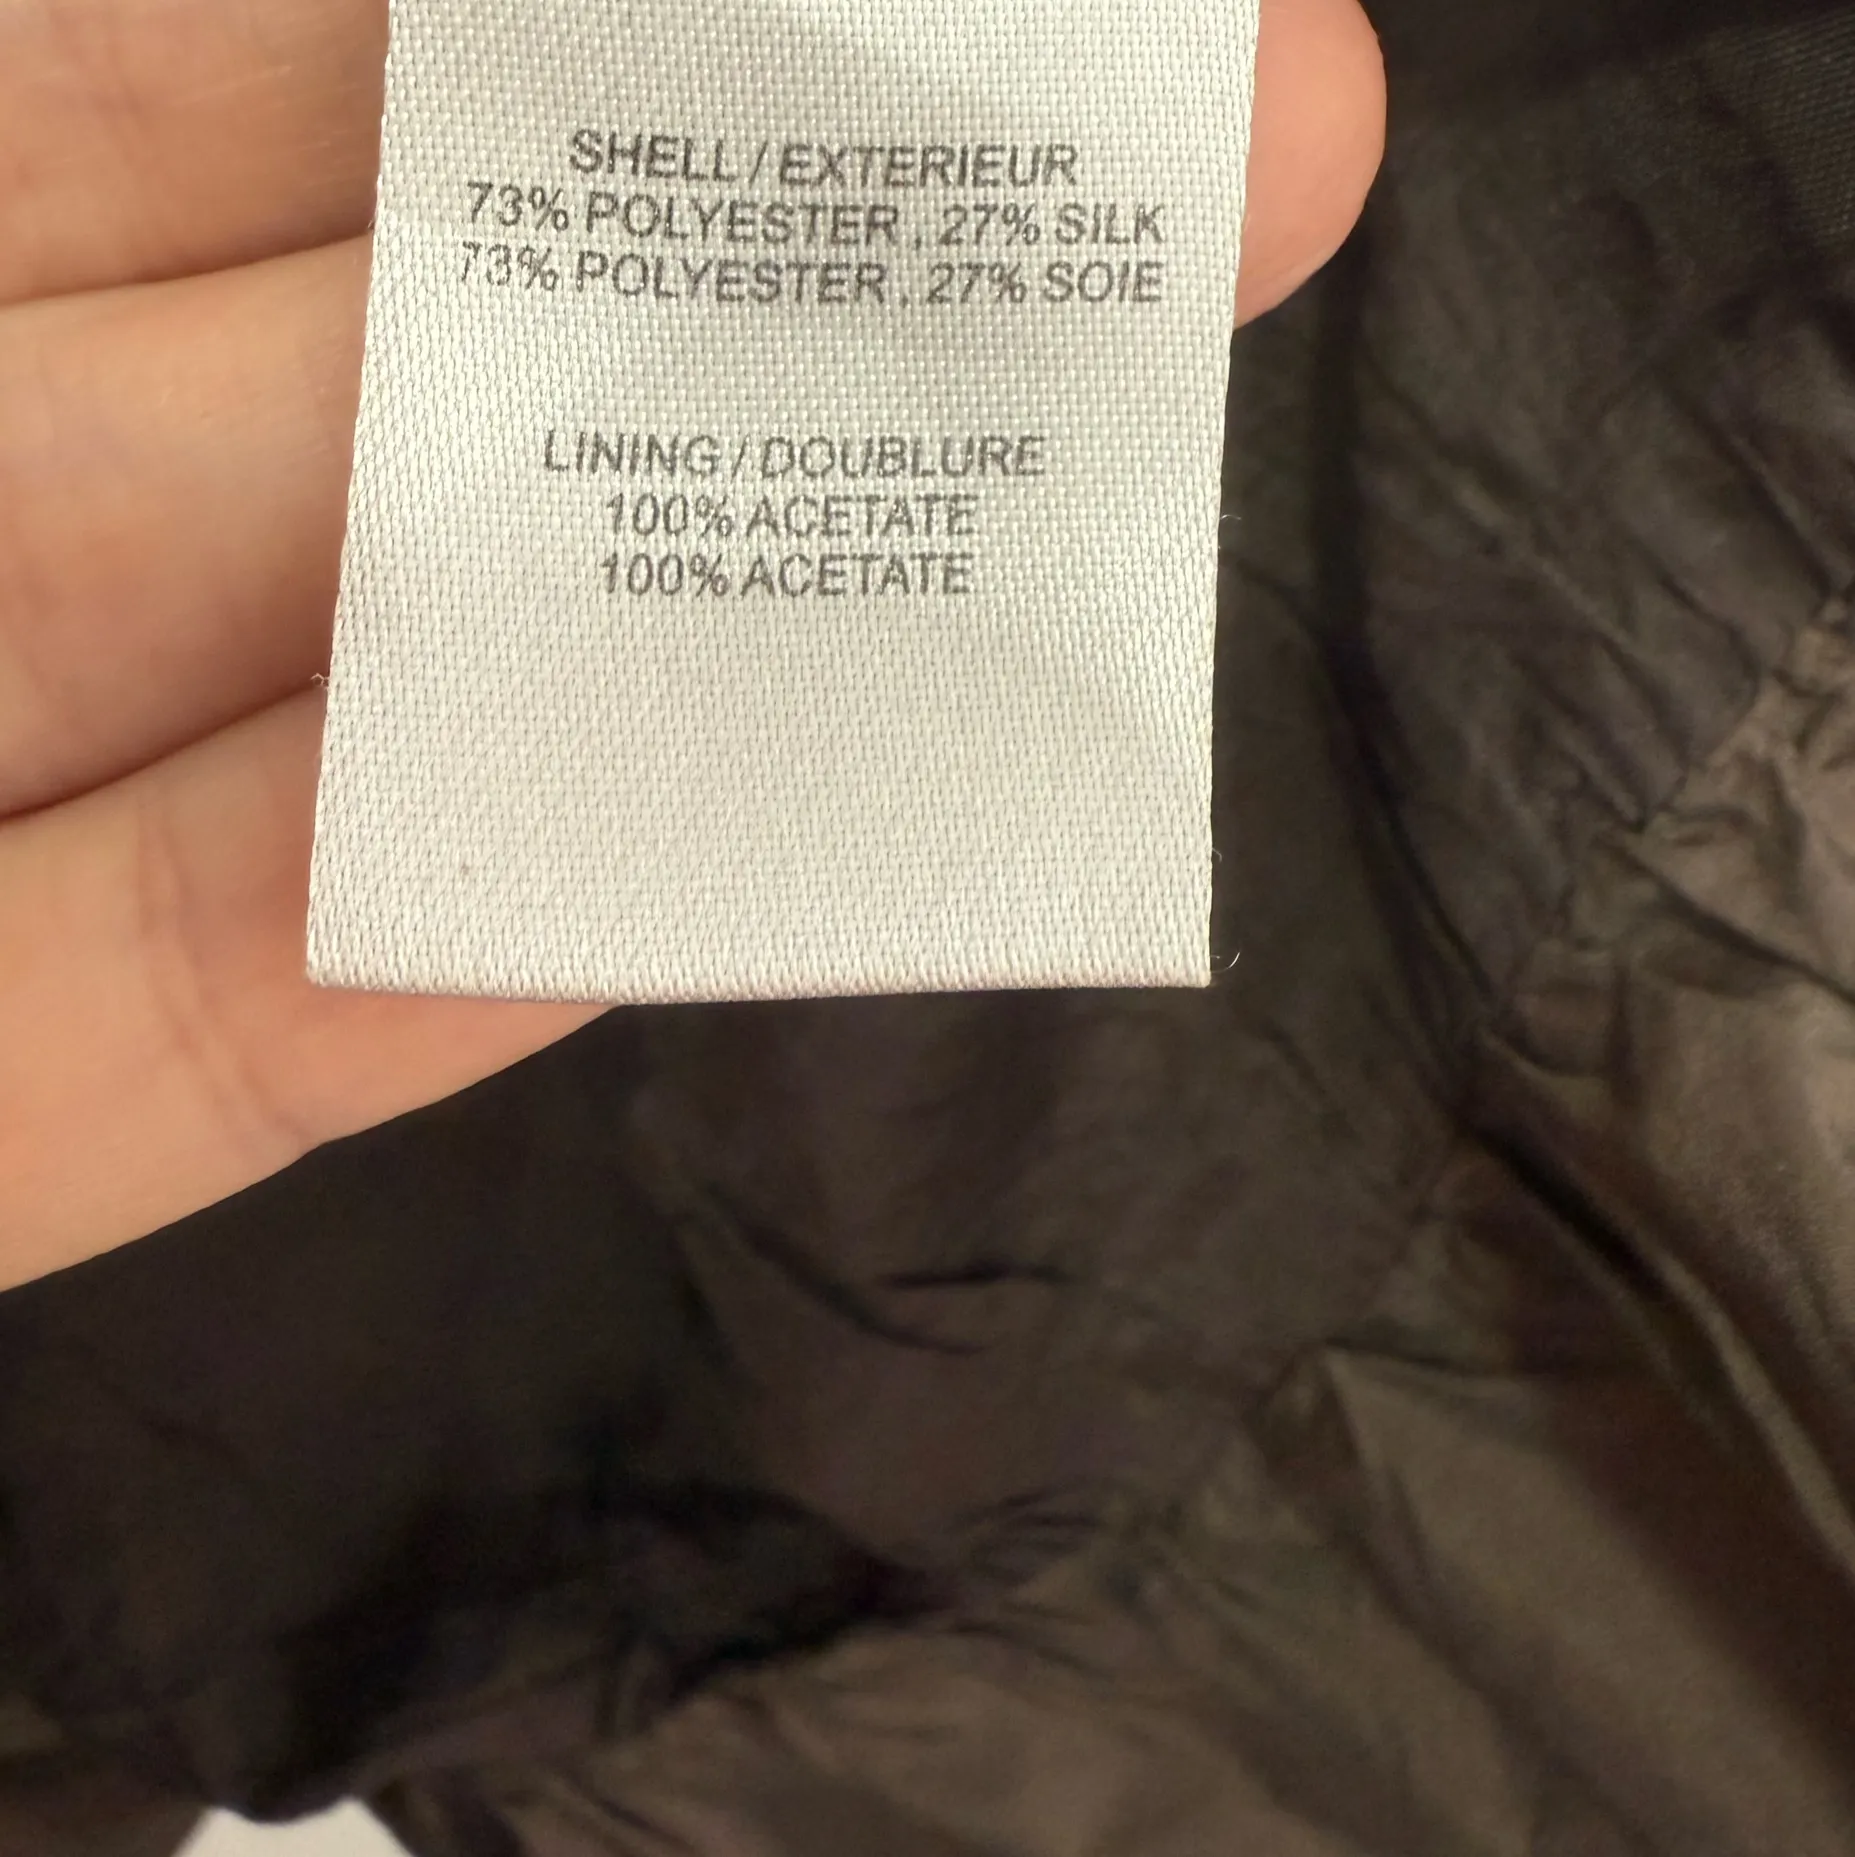 SHELL / EXTERIEUR
73% POLYESTER , 27% SILK
73% POLYESTER , 27% SOIE
LINING / DOUBLURE
100% ACETATE
100% ACETATE